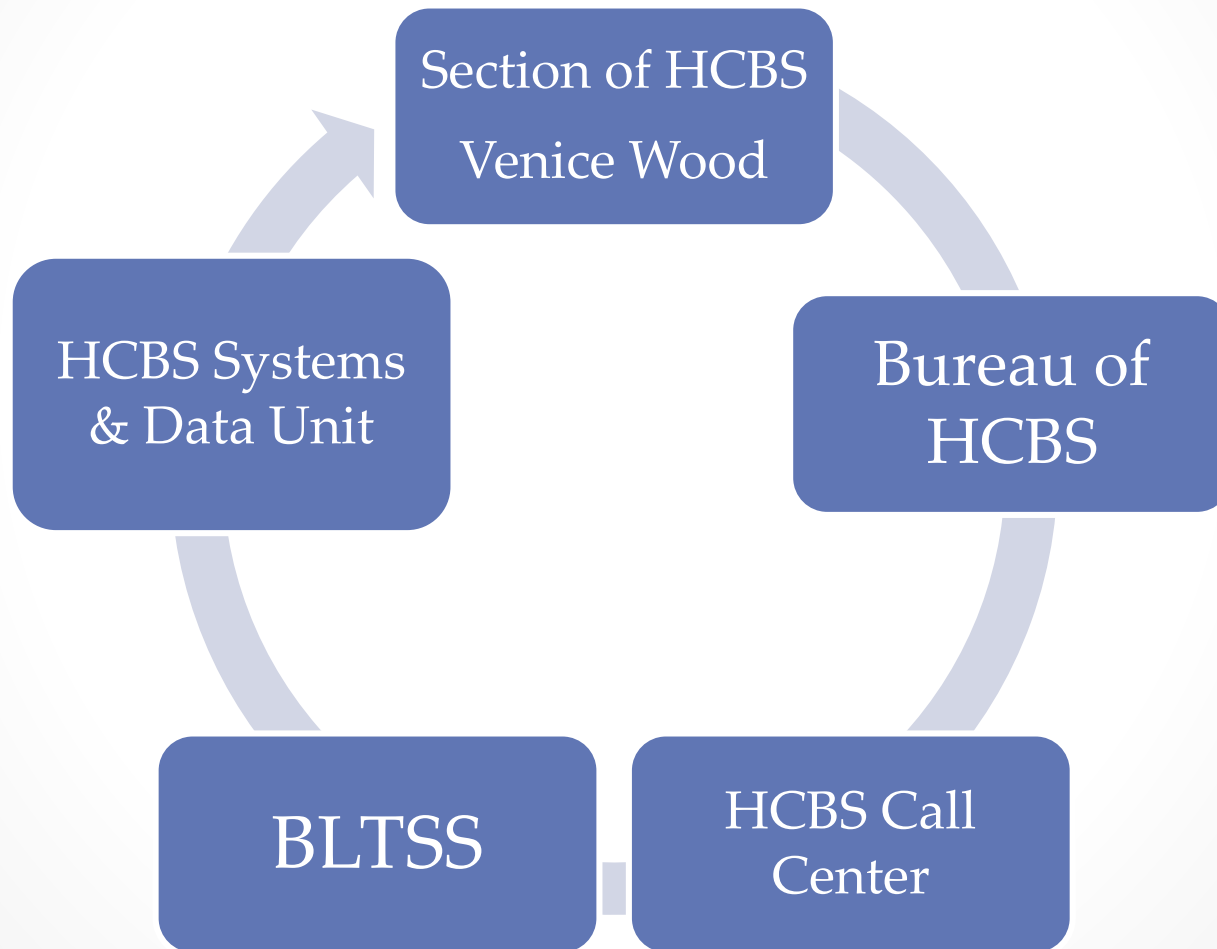 Section of HCBS
Venice Wood
Bureau of
HCBS
HCBS Call
Center
BLTSS
HCBS Systems
& Data Unit